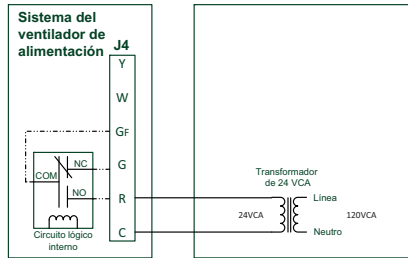 Sistema del
ventilador de
alimentación
J4
Y
W
GF
G
R
C
NC
COM
NO
Circuito lógico
interno
Transformador
de 24 VCA
24VCA
Línea
120VCA
Neutro